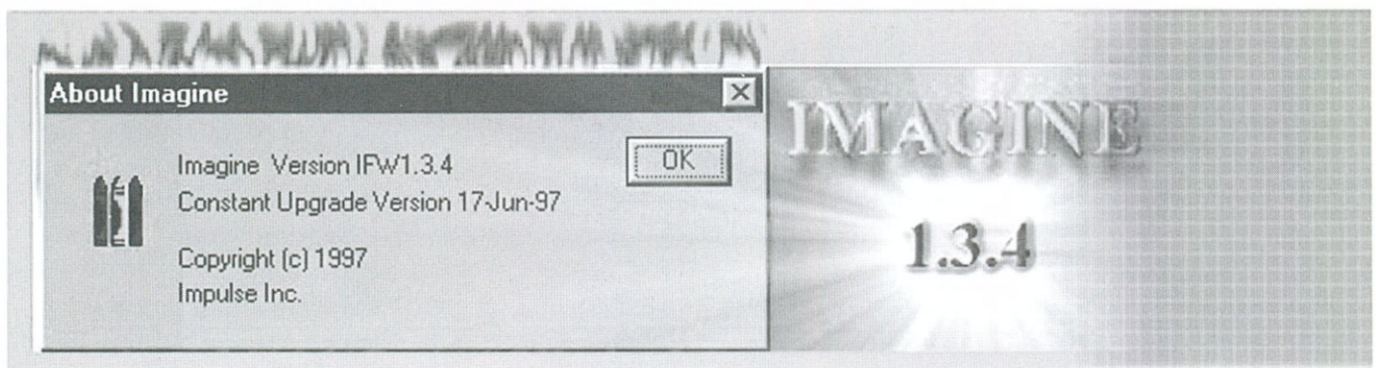 About Imagine
Imagine Version IFW1.3.4
Constant Upgrade Version 17-Jun-97
Copyright (c) 1997
Impulse Inc.
OK
IMAGINE
1.3.4